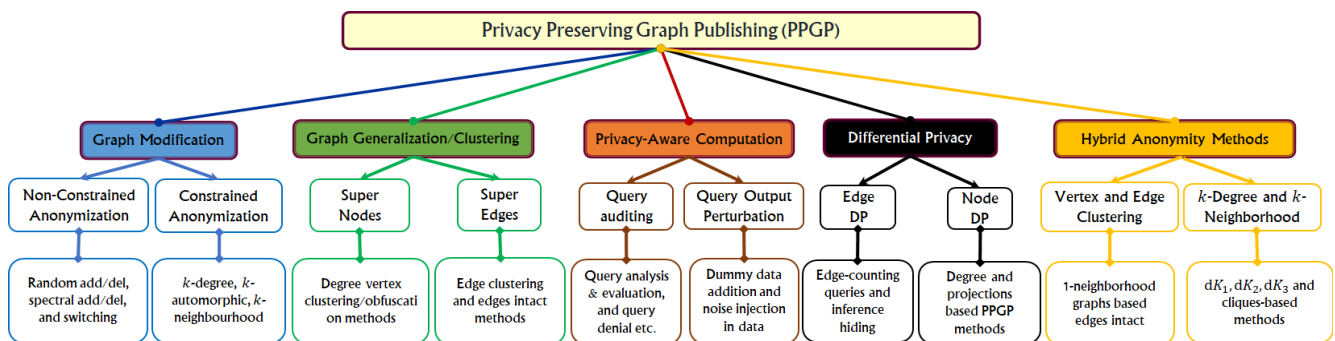 Privacy Preserving Graph Publishing (PPGP)
Graph Modification
Graph Generalization/Clustering
Privacy-Aware Computation
Differential Privacy
Hybrid Anonymity Methods
Non-Constrained
Anonymization
Constrained
Anonymization
Super
Nodes
Super
Edges
Query
auditing
Query Output
Perturbation
Edge
DP
Node
DP
Vertex and Edge
Clustering
k-Degree and k-
Neighborhood
Random add/del,
spectral add/del,
and switching
k-degree, k-
automorphic, k-
neighbourhood
Degree vertex
clustering/obfuscati
on methods
Edge clustering
and edges intact
methods
Query analysis
& evaluation,
and query
denial etc.
Dummy data
addition and
noise injection
in data
Edge-counting
queries and
inference
hiding
Degree and
projections
based PPGP
methods
1-neighborhood
graphs based
edges intact
dK₁, dK₂, dK₃ and
cliques-based
methods